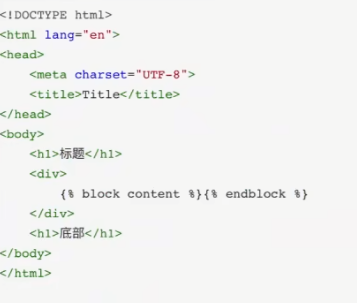 <!DOCTYPE html>
<html lang="en">
<head>
    <meta charset="UTF-8">
    <title>Title</title>
</head>
<body>
    <h1>标题</h1>
    <div>
        {% block content %}{% endblock %}
    </div>
    <h1>底部</h1>
</body>
</html>